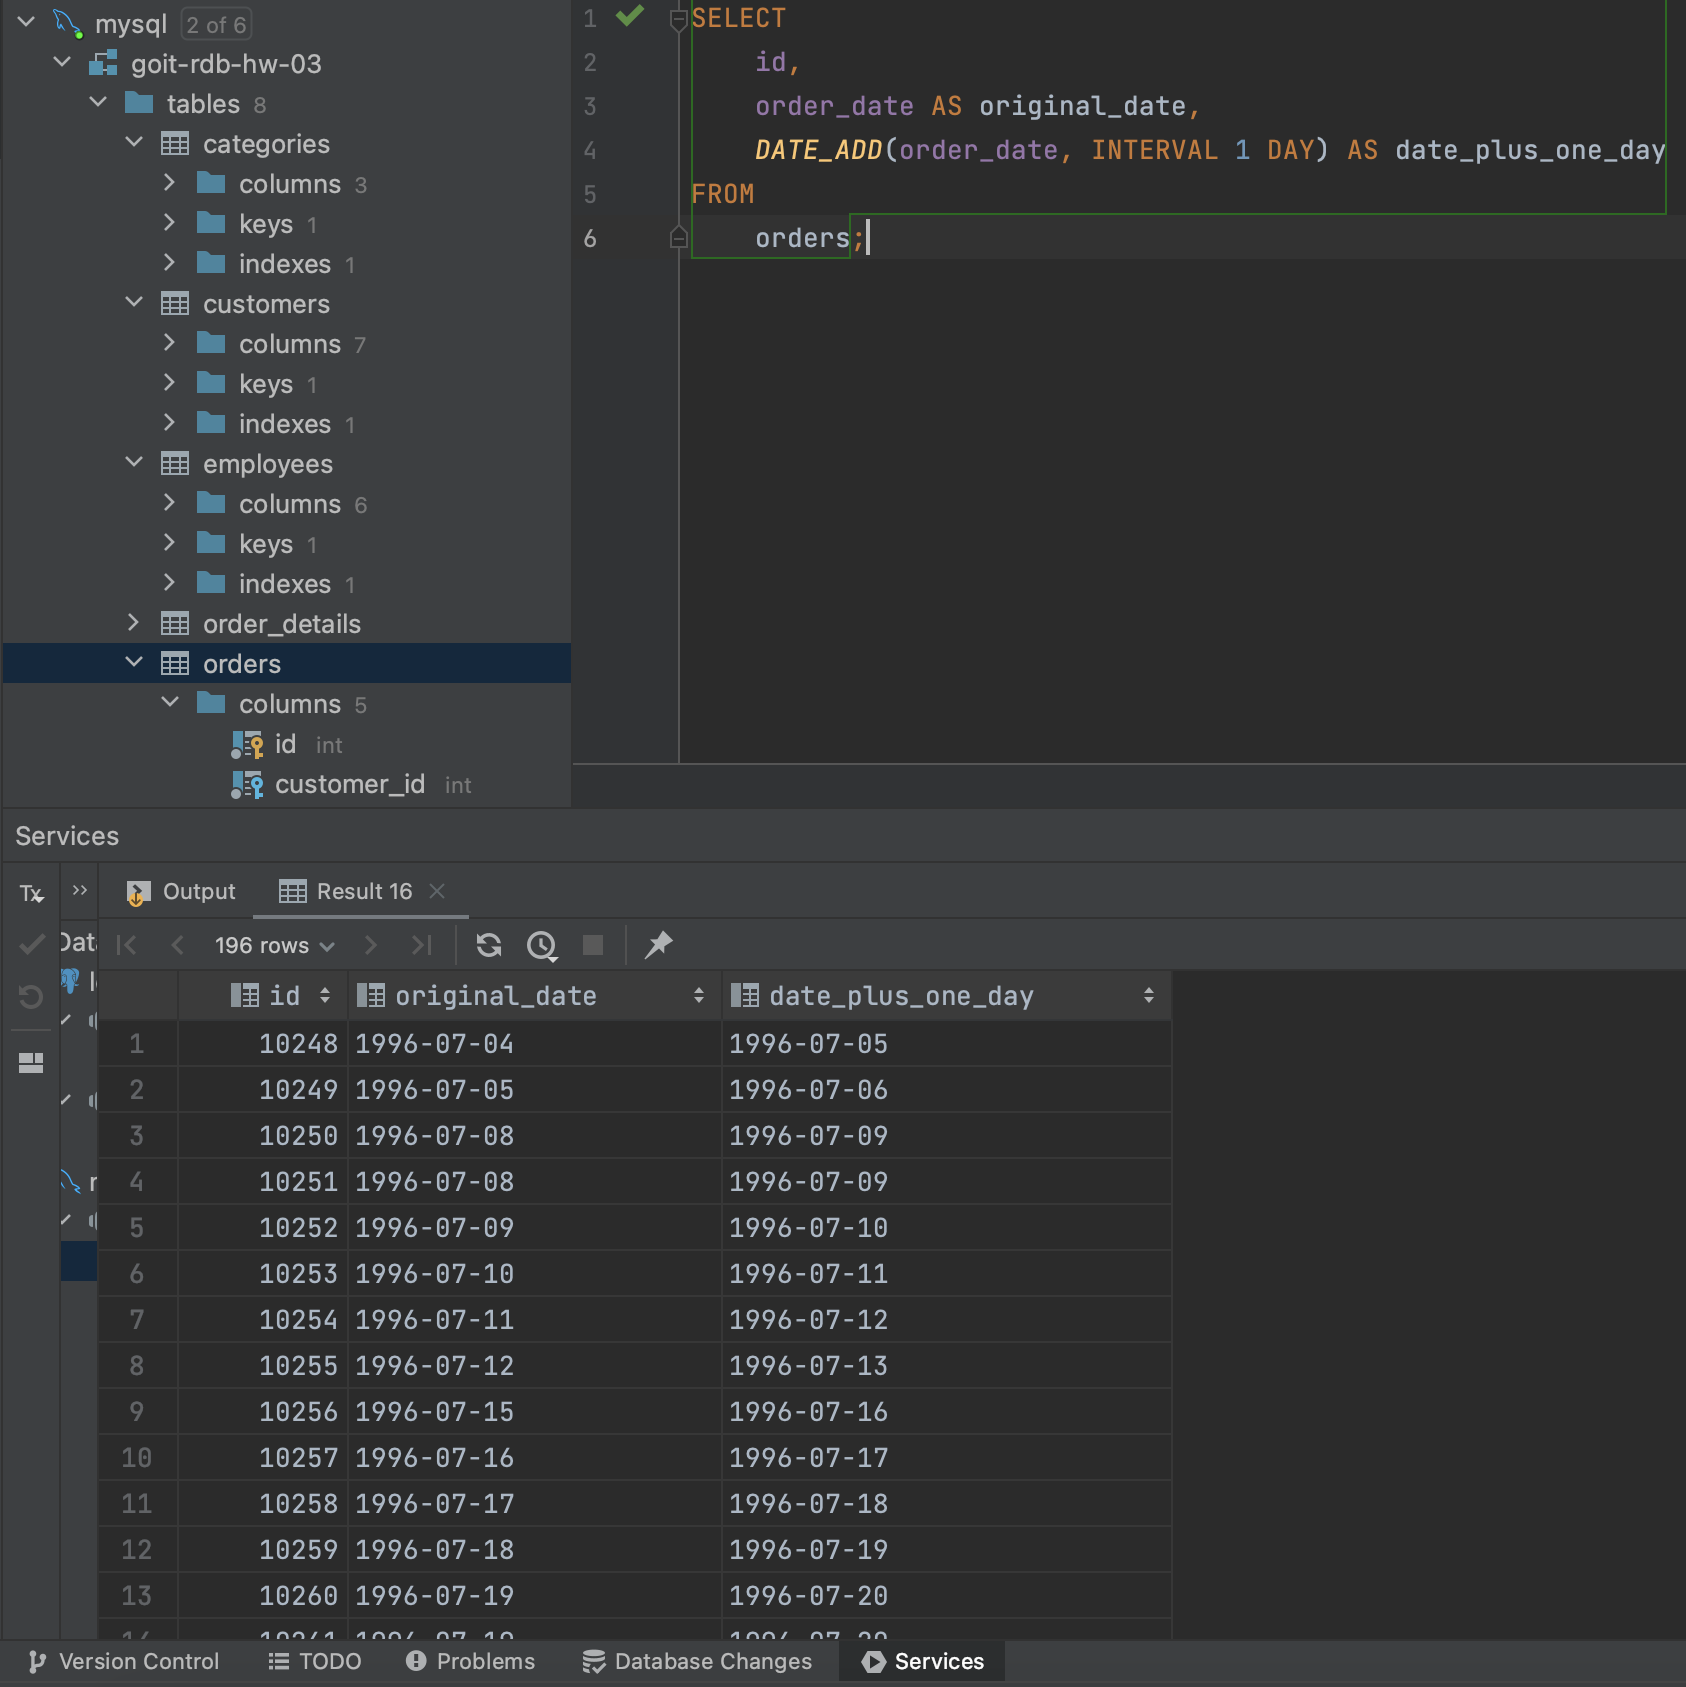 mysql 2 of 6
goit-rdb-hw-03
tables 8
categories
columns 3
keys 1
indexes 1
customers
columns 7
keys 1
indexes 1
employees
columns 6
keys 1
indexes 1
order_details
orders
columns 5
id int
customer_id int
1 SELECT
2 id,
3 order_date AS original_date,
4 DATE_ADD(order_date, INTERVAL 1 DAY) AS date_plus_one_day
5 FROM
6 orders;
Services
Tx
Output Result 16
196 rows
id original_date date_plus_one_day
1 10248 1996-07-04 1996-07-05
2 10249 1996-07-05 1996-07-06
3 10250 1996-07-08 1996-07-09
4 10251 1996-07-08 1996-07-09
5 10252 1996-07-09 1996-07-10
6 10253 1996-07-10 1996-07-11
7 10254 1996-07-11 1996-07-12
8 10255 1996-07-12 1996-07-13
9 10256 1996-07-15 1996-07-16
10 10257 1996-07-16 1996-07-17
11 10258 1996-07-17 1996-07-18
12 10259 1996-07-18 1996-07-19
13 10260 1996-07-19 1996-07-20
Version Control TODO Problems Database Changes Services